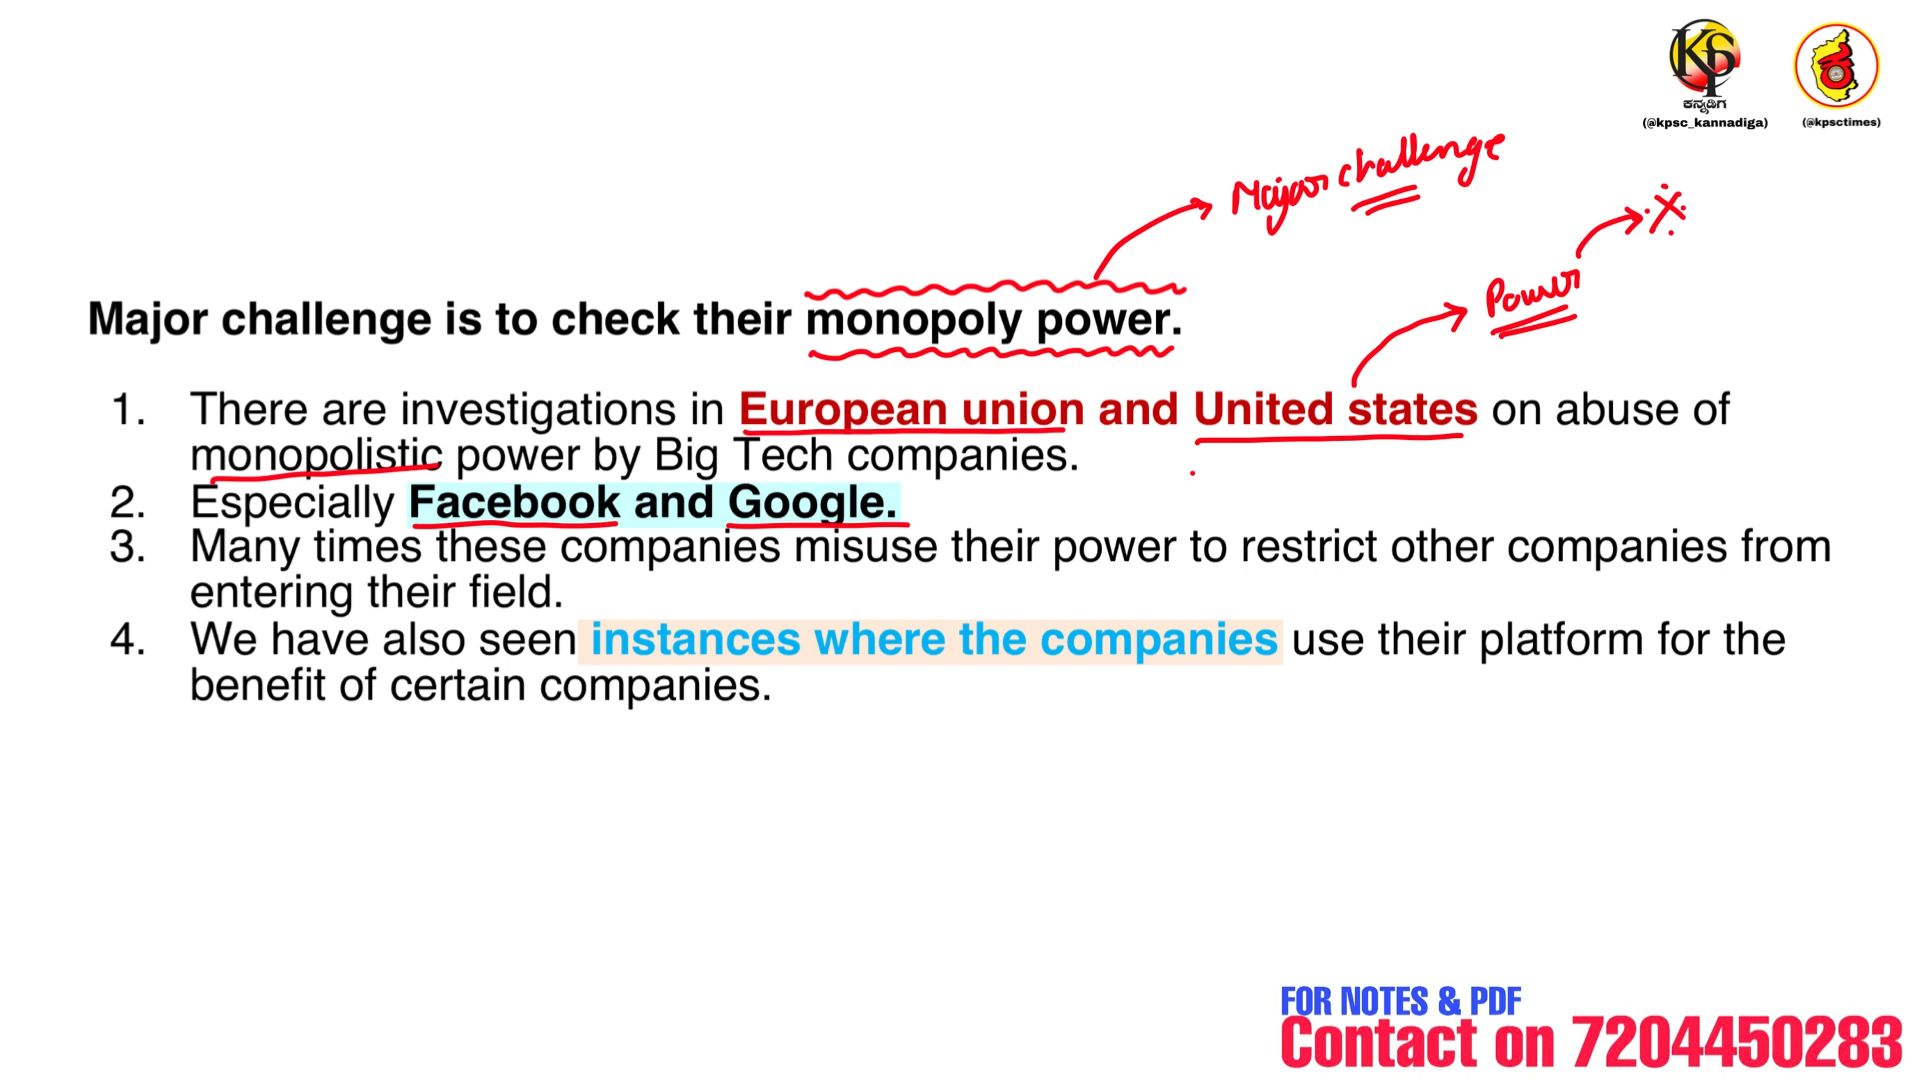 KP
ಕನ್ನಡಿಗ
(@kpsc_kannadiga)
(@kpsctimes)
Major challenge
Power
Major challenge is to check their monopoly power.
1. There are investigations in European union and United states on abuse of
monopolistic power by Big Tech companies.
2. Especially Facebook and Google.
3. Many times these companies misuse their power to restrict other companies from
entering their field.
4. We have also seen instances where the companies use their platform for the
benefit of certain companies.
FOR NOTES & PDF
Contact on 7204450283